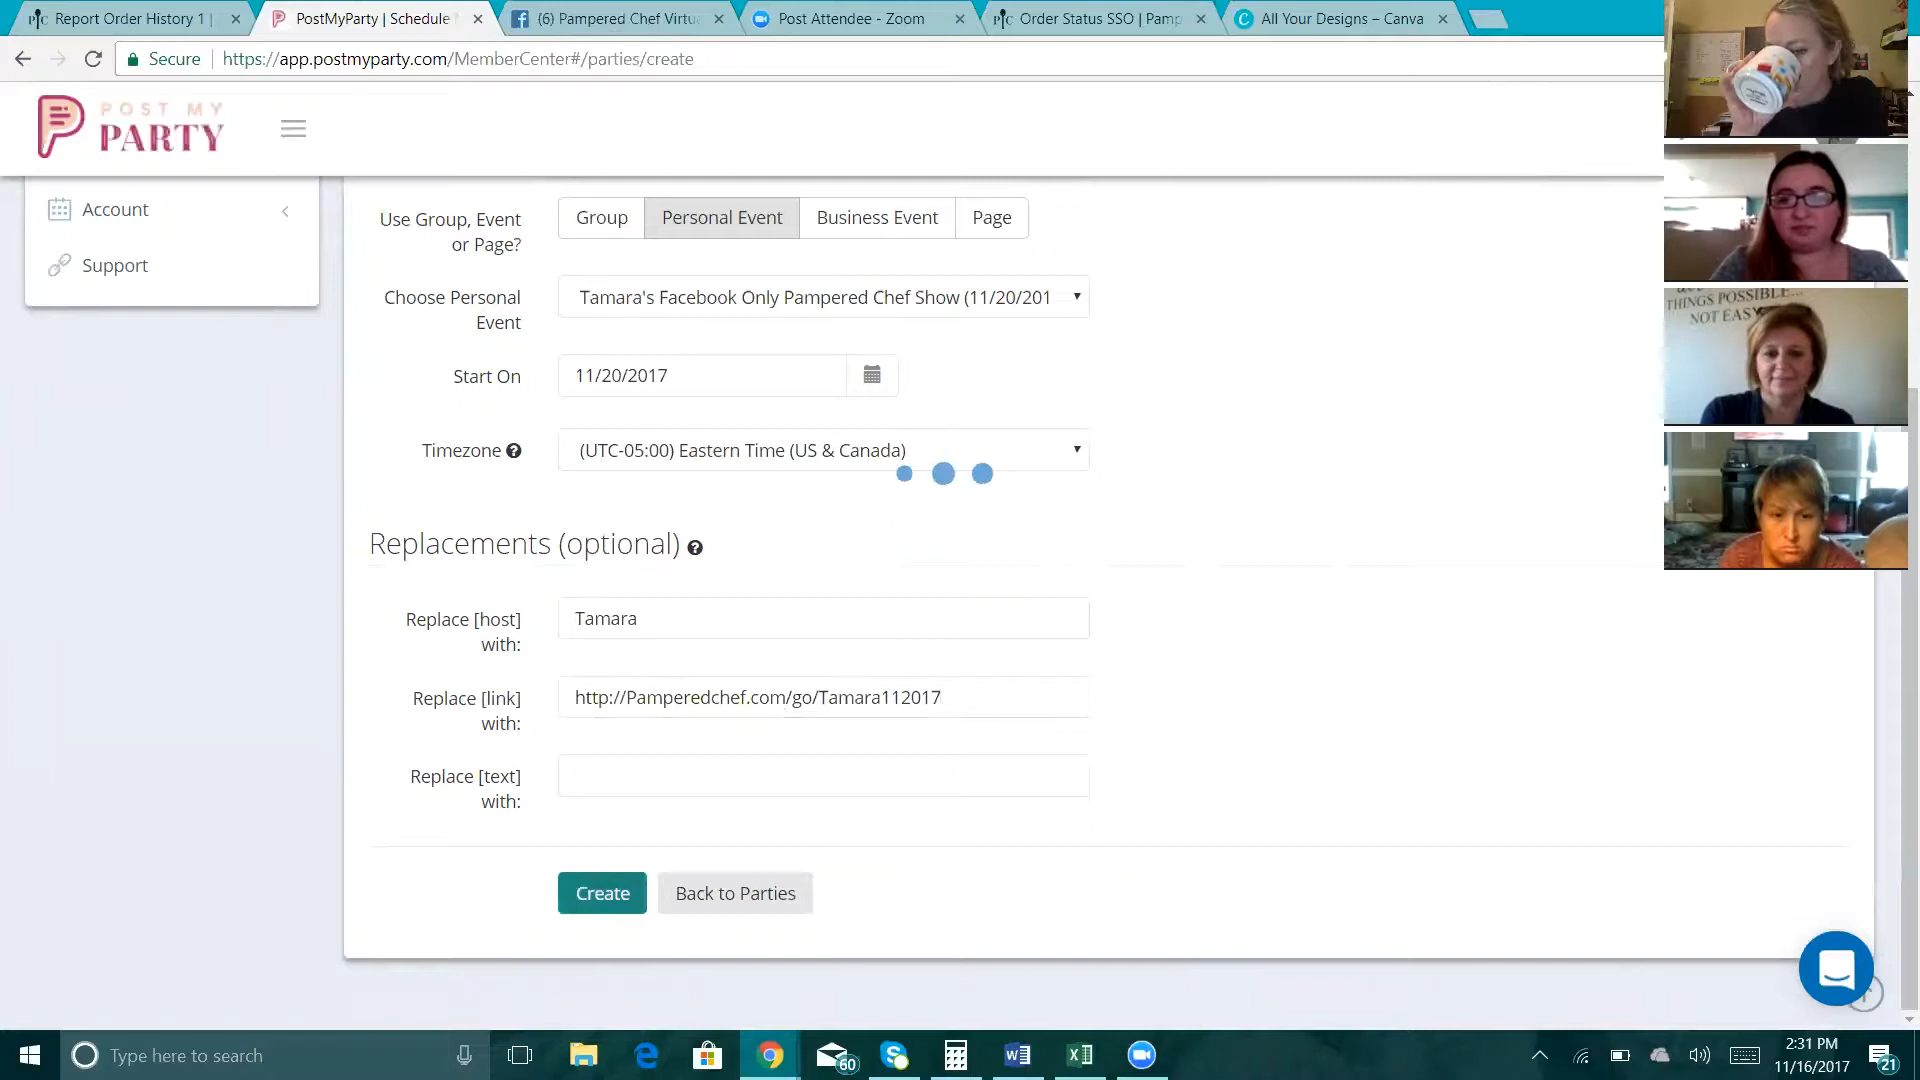 Report Order History 1 |
PostMyParty | Schedule
(6) Pampered Chef Virtu
Post Attendee - Zoom
Order Status SSO | Pamp
All Your Designs – Canva
Secure
https://app.postmyparty.com/MemberCenter#/parties/create
POST MY
PARTY
Account
Support
Use Group, Event
or Page?
Group
Personal Event
Business Event
Page
Choose Personal
Event
Tamara's Facebook Only Pampered Chef Show (11/20/201
Start On
11/20/2017
Timezone
(UTC-05:00) Eastern Time (US & Canada)
Replacements (optional)
Replace [host]
with:
Tamara
Replace [link]
with:
http://Pamperedchef.com/go/Tamara112017
Replace [text]
with:
Create
Back to Parties
THINGS POSSIBLE...
NOT EASY
Type here to search
60
2:31 PM
11/16/2017
21